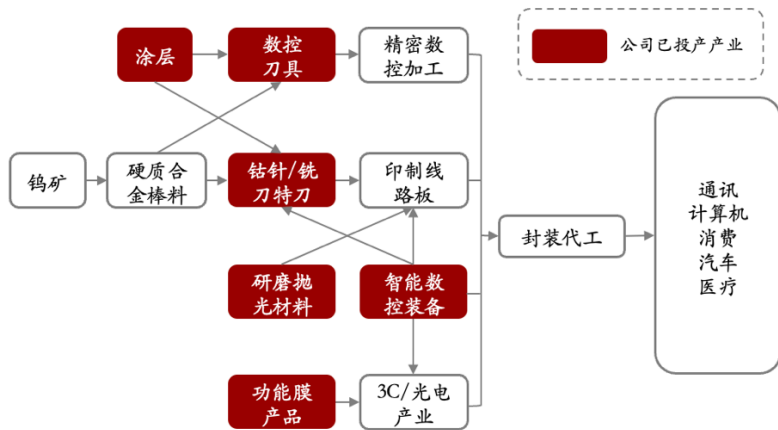 涂层
数控
刀具
精密数
控加工
公司已投产产业
钨矿
硬质合
金棒料
钻针/铣
刀特刀
印制线
路板
封装代工
通讯
计算机
消费
汽车
医疗
研磨抛
光材料
智能数
控装备
功能膜
产品
3C/光电
产业